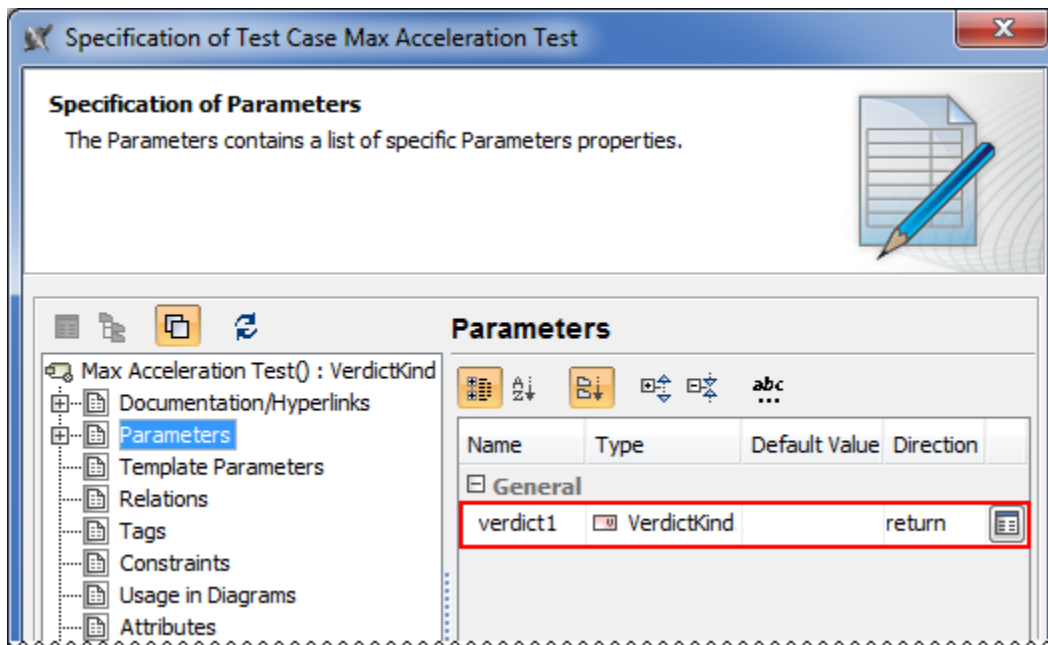 Specification of Test Case Max Acceleration Test
Specification of Parameters
The Parameters contains a list of specific Parameters properties.
Parameters
Max Acceleration Test() : VerdictKind
Documentation/Hyperlinks
Parameters
Template Parameters
Relations
Tags
Constraints
Usage in Diagrams
Attributes
abc
Name Type Default Value Direction
General
verdict1 VerdictKind return